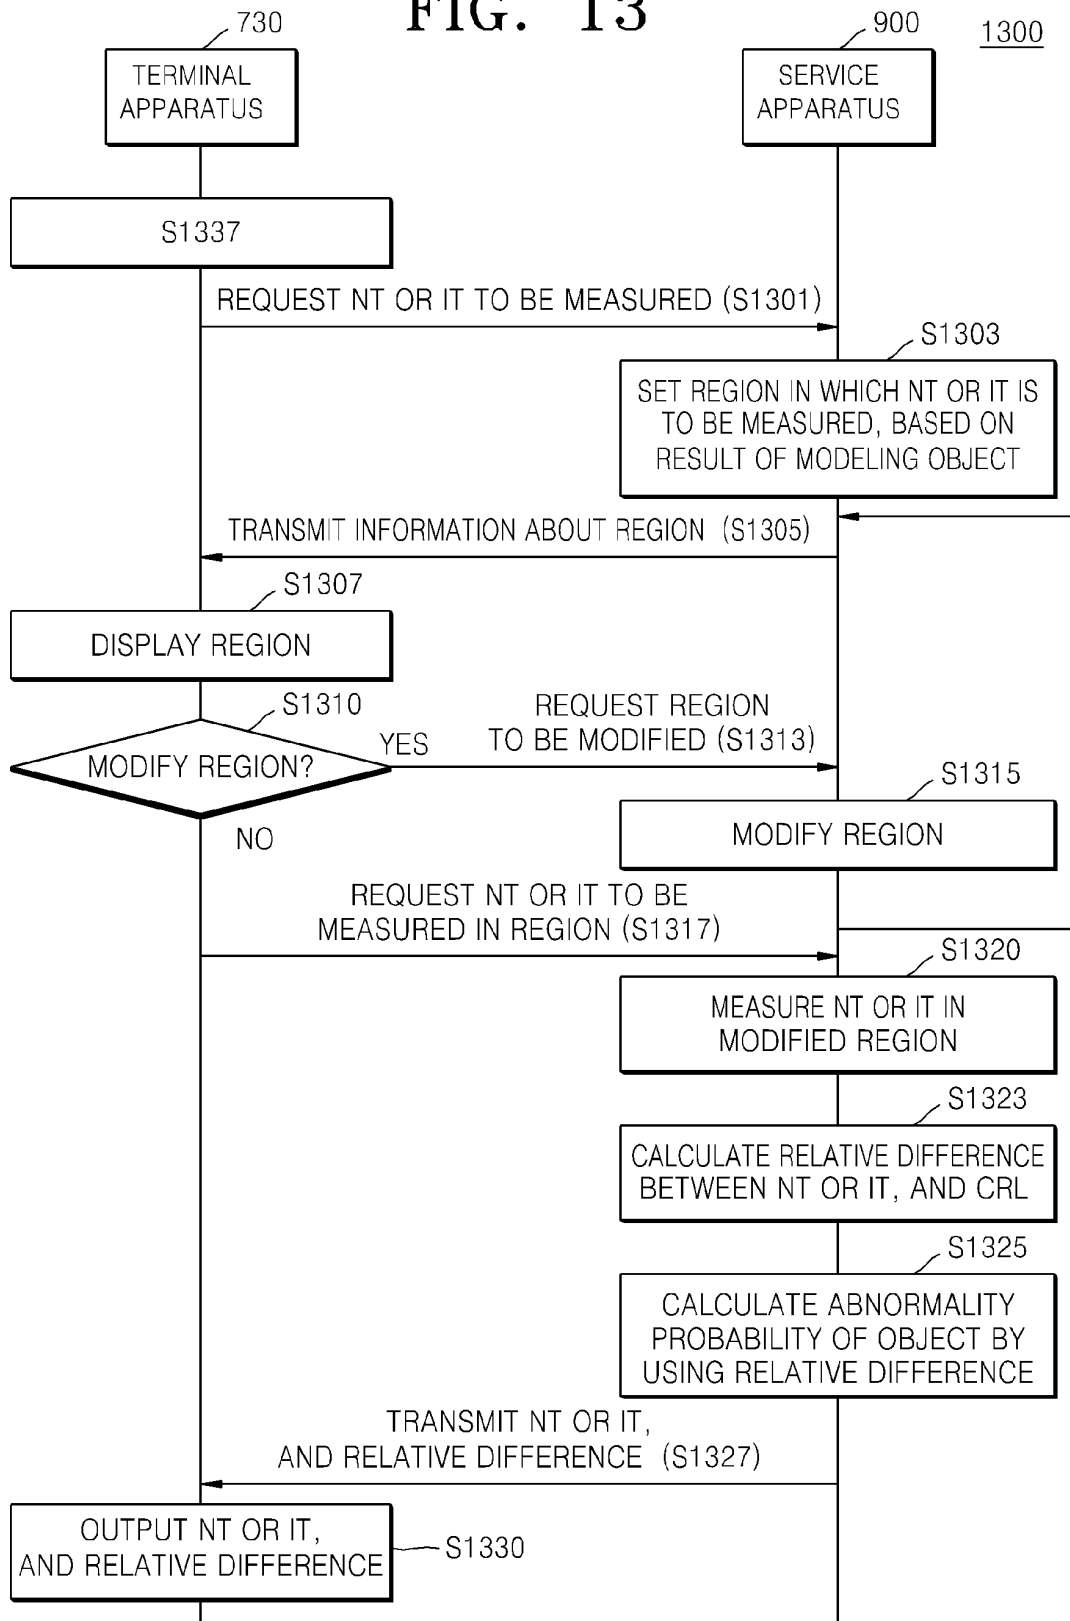 FIG. 13
730
900
1300
TERMINAL
APPARATUS
SERVICE
APPARATUS
S1337
REQUEST NT OR IT TO BE MEASURED (S1301)
S1303
SET REGION IN WHICH NT OR IT IS
TO BE MEASURED, BASED ON
RESULT OF MODELING OBJECT
TRANSMIT INFORMATION ABOUT REGION (S1305)
S1307
DISPLAY REGION
S1310
MODIFY REGION?
YES
REQUEST REGION
TO BE MODIFIED (S1313)
S1315
MODIFY REGION
NO
REQUEST NT OR IT TO BE
MEASURED IN REGION (S1317)
S1320
MEASURE NT OR IT IN
MODIFIED REGION
S1323
CALCULATE RELATIVE DIFFERENCE
BETWEEN NT OR IT, AND CRL
S1325
CALCULATE ABNORMALITY
PROBABILITY OF OBJECT BY
USING RELATIVE DIFFERENCE
TRANSMIT NT OR IT,
AND RELATIVE DIFFERENCE (S1327)
OUTPUT NT OR IT,
AND RELATIVE DIFFERENCE
S1330